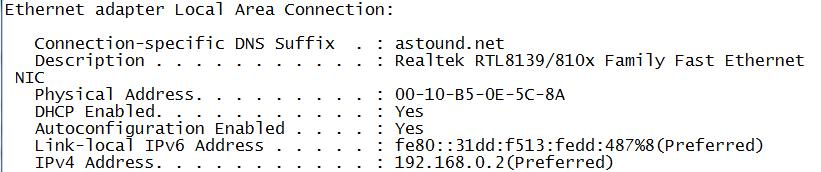 Ethernet adapter Local Area Connection:
Connection-specific DNS Suffix  . : astound.net
Description . . . . . . . . . . . : Realtek RTL8139/810x Family Fast Ethernet
NIC
Physical Address. . . . . . . . . : 00-10-B5-0E-5C-8A
DHCP Enabled. . . . . . . . . . . : Yes
Autoconfiguration Enabled . . . . : Yes
Link-local IPv6 Address . . . . . : fe80::31dd:f513:fedd:487%8(Preferred)
IPv4 Address. . . . . . . . . . . : 192.168.0.2(Preferred)